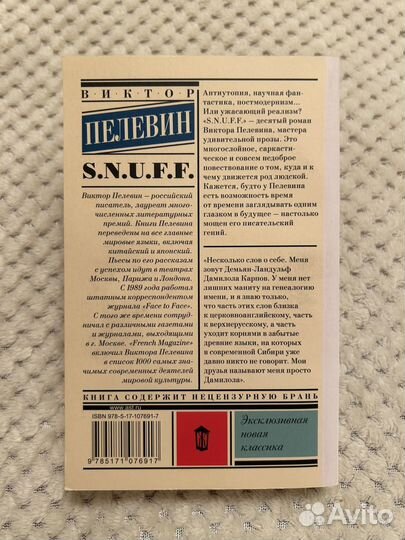 ВИКТОР
ПЕЛЕВИН
S.N.U.F.F.
Виктор Пелевин – российский
писатель, лауреат много-
численных литературных
премий. Книги Пелевина
переведены на все главные
мировые языки, включая
китайский и японский.
Пьесы по его рассказам
с успехом идут в театрах
Москвы, Парижа и Лондона.
С 1989 года работал
штатным корреспондентом
журнала «Face to Face».
С того же времени сотруд-
ничал с различными газетами
и журналами, выходящими
в г. Москве. «French Magazine»
включил Виктора Пелевина
в список 1000 самых зна-
чимых современных деятелей
мировой культуры.
Антиутопия, научная фан-
тастика, постмодернизм...
Или ужасающий реализм?
«S.N.U.F.F.» – десятый роман
Виктора Пелевина, мастера
удивительной прозы. Это
многослойное, саркасти-
ческое и совсем недоброе
повествование о том, куда и к
чему движется род людской.
Кажется, будто у Пелевина
есть возможность время
от времени заглядывать одним
глазком в будущее – настолько
мощен его писательский
гений.
«Несколько слов о себе. Меня
зовут Демьян-Ландульф
Дамилола Карпов. У меня нет
лишних маниту на генеалогию
имени, и я знаю только,
что часть этих слов близка
к церковноанглийскому, часть
к верхнерусскому, а часть
уходит корнями в забытые
древние языки, на которых
в современной Сибири уже
давно никто не говорит. Мои
друзья называют меня просто
Дамилола».
КНИГА СОДЕРЖИТ НЕЦЕНЗУРНУЮ БРАНЬ
www.ast.ru
ISBN 978-5-17-107691-7
9 785171 076917
Эксклюзивная
новая
классика
Avito